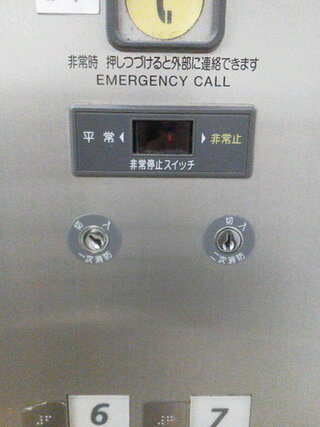 非常時 押しつづけると外部に連絡できます
EMERGENCY CALL
平常 ◀ ▶ 非常止
非常停止スイッチ
切 入
一次消防
切 入
二次消防
6 7